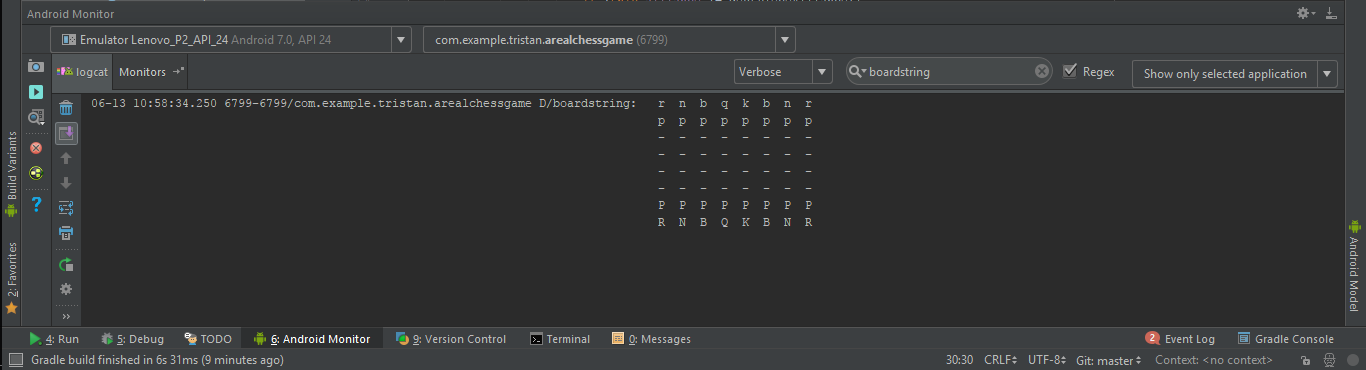 Android Monitor
Emulator Lenovo_P2_API_24 Android 7.0, API 24
com.example.tristan.arealchessgame (6799)
logcat
Monitors
Verbose
boardstring
Regex
Show only selected application
06-13 10:58:34.250 6799-6799/com.example.tristan.arealchessgame D/boardstring: r n b q k b n r
p p p p p p p p
- - - - - - - -
- - - - - - - -
- - - - - - - -
- - - - - - - -
P P P P P P P P
R N B Q K B N R
Build Variants
2: Favorites
Android Model
4: Run
5: Debug
TODO
6: Android Monitor
9: Version Control
Terminal
0: Messages
2 Event Log
Gradle Console
Gradle build finished in 6s 31ms (9 minutes ago)
30:30
CRLF
UTF-8
Git: master
Context: <no context>